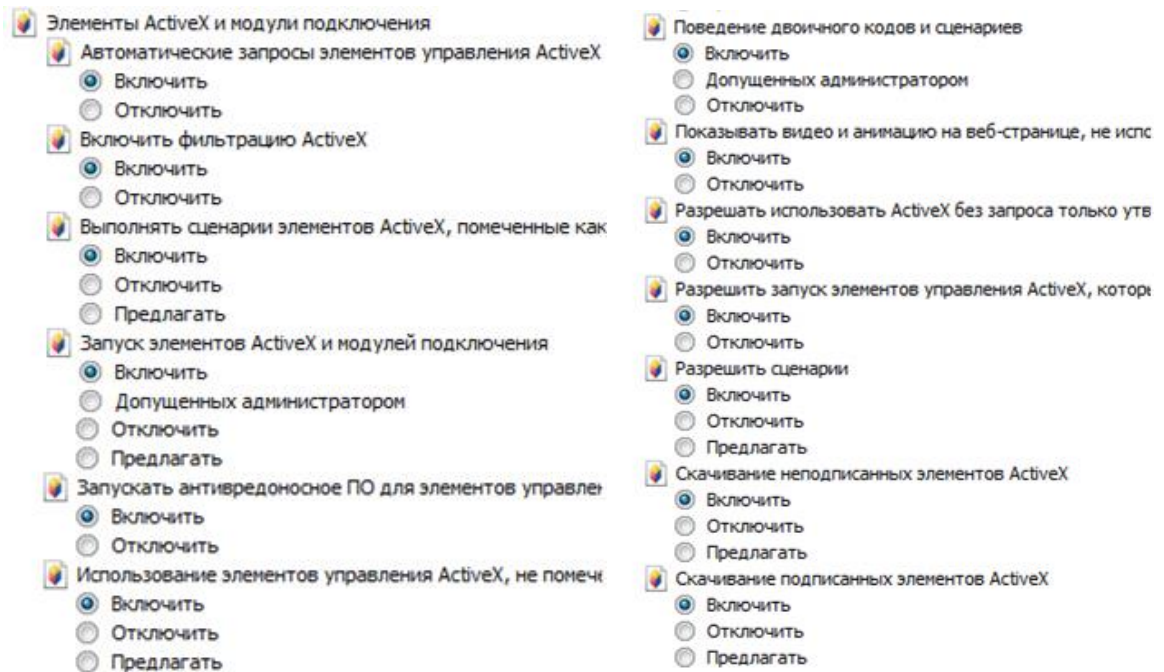 Элементы ActiveX и модули подключения
Автоматические запросы элементов управления ActiveX
Включить
Отключить
Включить фильтрацию ActiveX
Включить
Отключить
Выполнять сценарии элементов ActiveX, помеченные как
Включить
Отключить
Предлагать
Запуск элементов ActiveX и модулей подключения
Включить
Допущенных администратором
Отключить
Предлагать
Запускать антивредоносное ПО для элементов
Включить
Отключить
Использование элементов управления ActiveX, не
Включить
Отключить
Предлагать
Поведение двоичного кодов и сценариев
Включить
Допущенных администратором
Отключить
Показывать видео и анимацию на веб-странице, не
Включить
Отключить
Разрешать использовать ActiveX без запроса только
Включить
Отключить
Разрешить запуск элементов управления ActiveX,
Включить
Отключить
Разрешить сценарии
Включить
Отключить
Предлагать
Скачивание неподписанных элементов ActiveX
Включить
Отключить
Предлагать
Скачивание подписанных элементов ActiveX
Включить
Отключить
Предлагать